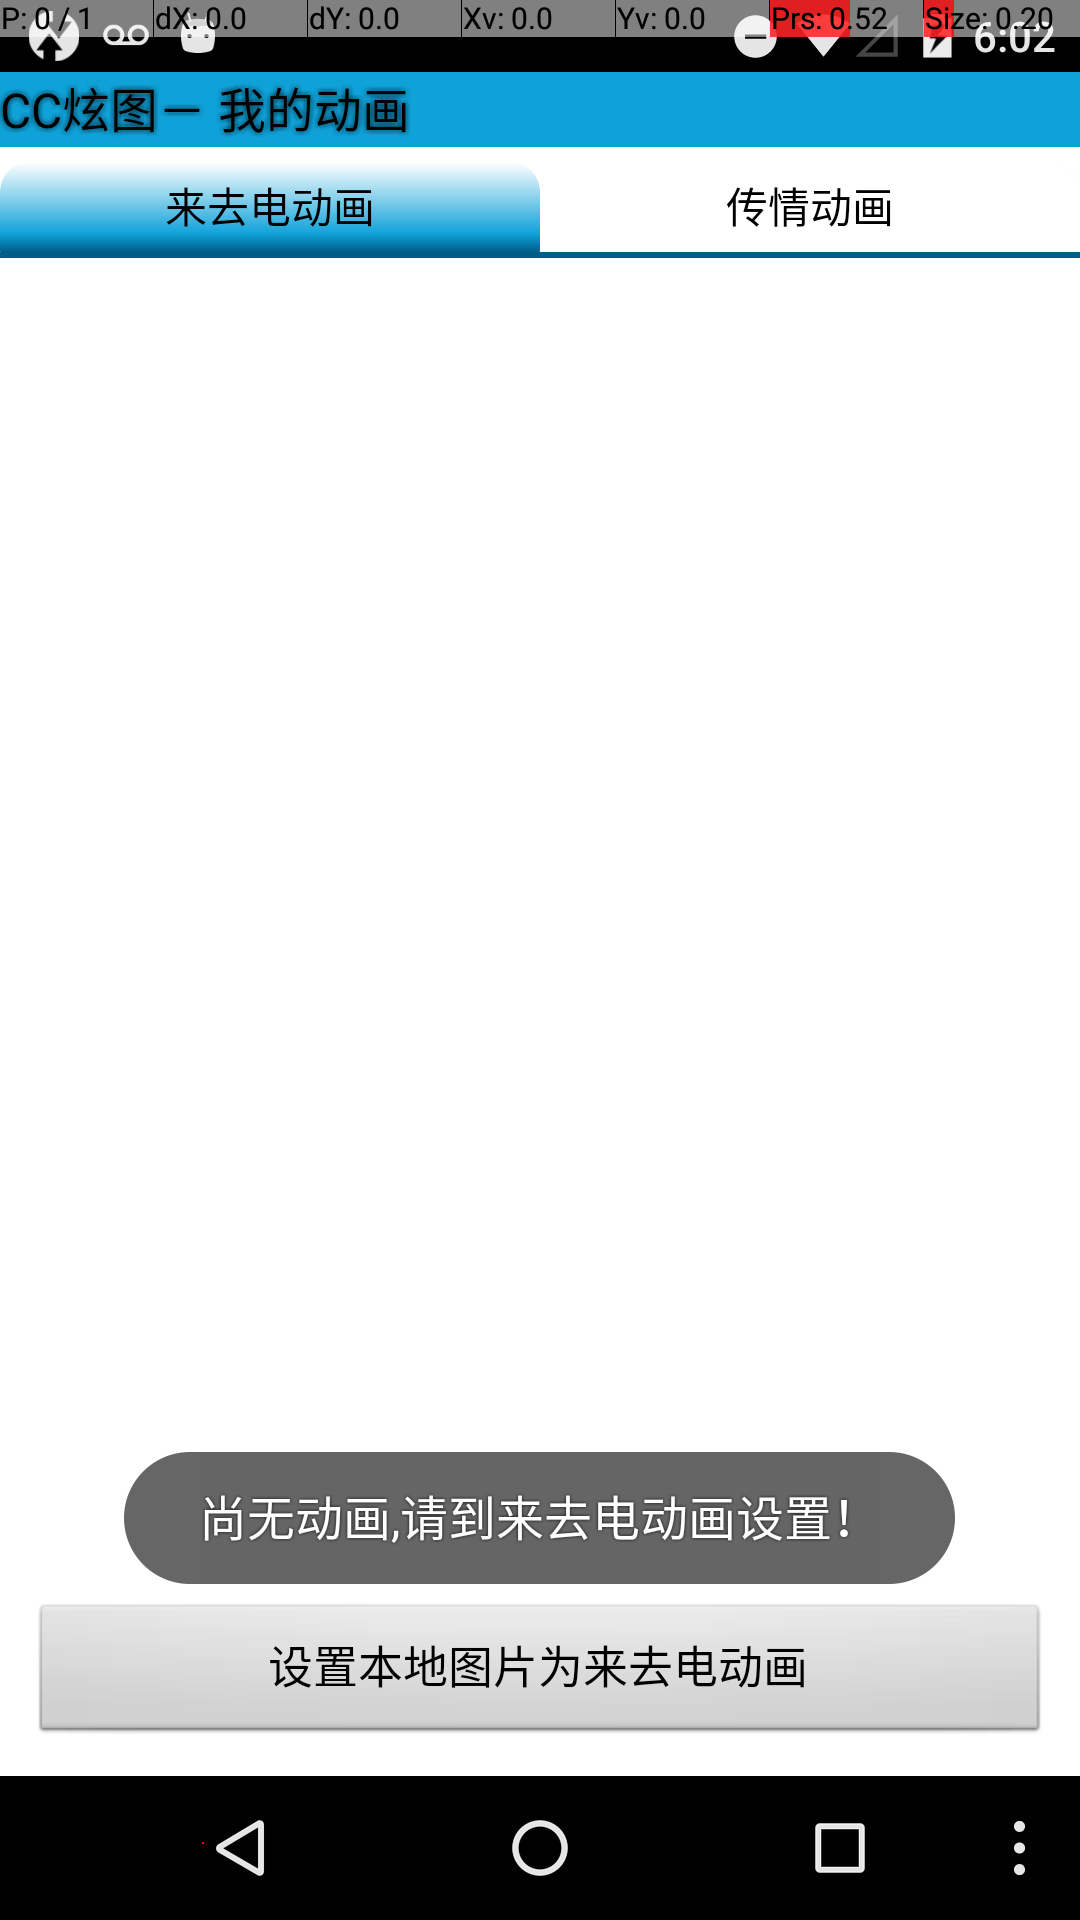 P: 0 / 1 dX: 0.0 dY: 0.0 Xv: 0.0 Yv: 0.0 Prs: 0.52 Size: 0.20
6:02
CC炫图－ 我的动画
来去电动画 传情动画
尚无动画,请到来去电动画设置！
设置本地图片为来去电动画